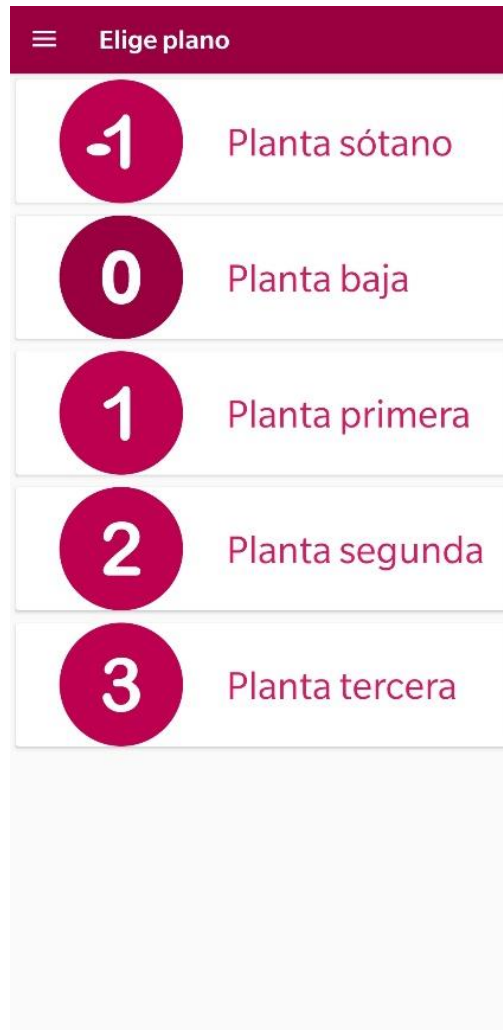 Elige plano
-1 Planta sótano
0 Planta baja
1 Planta primera
2 Planta segunda
3 Planta tercera